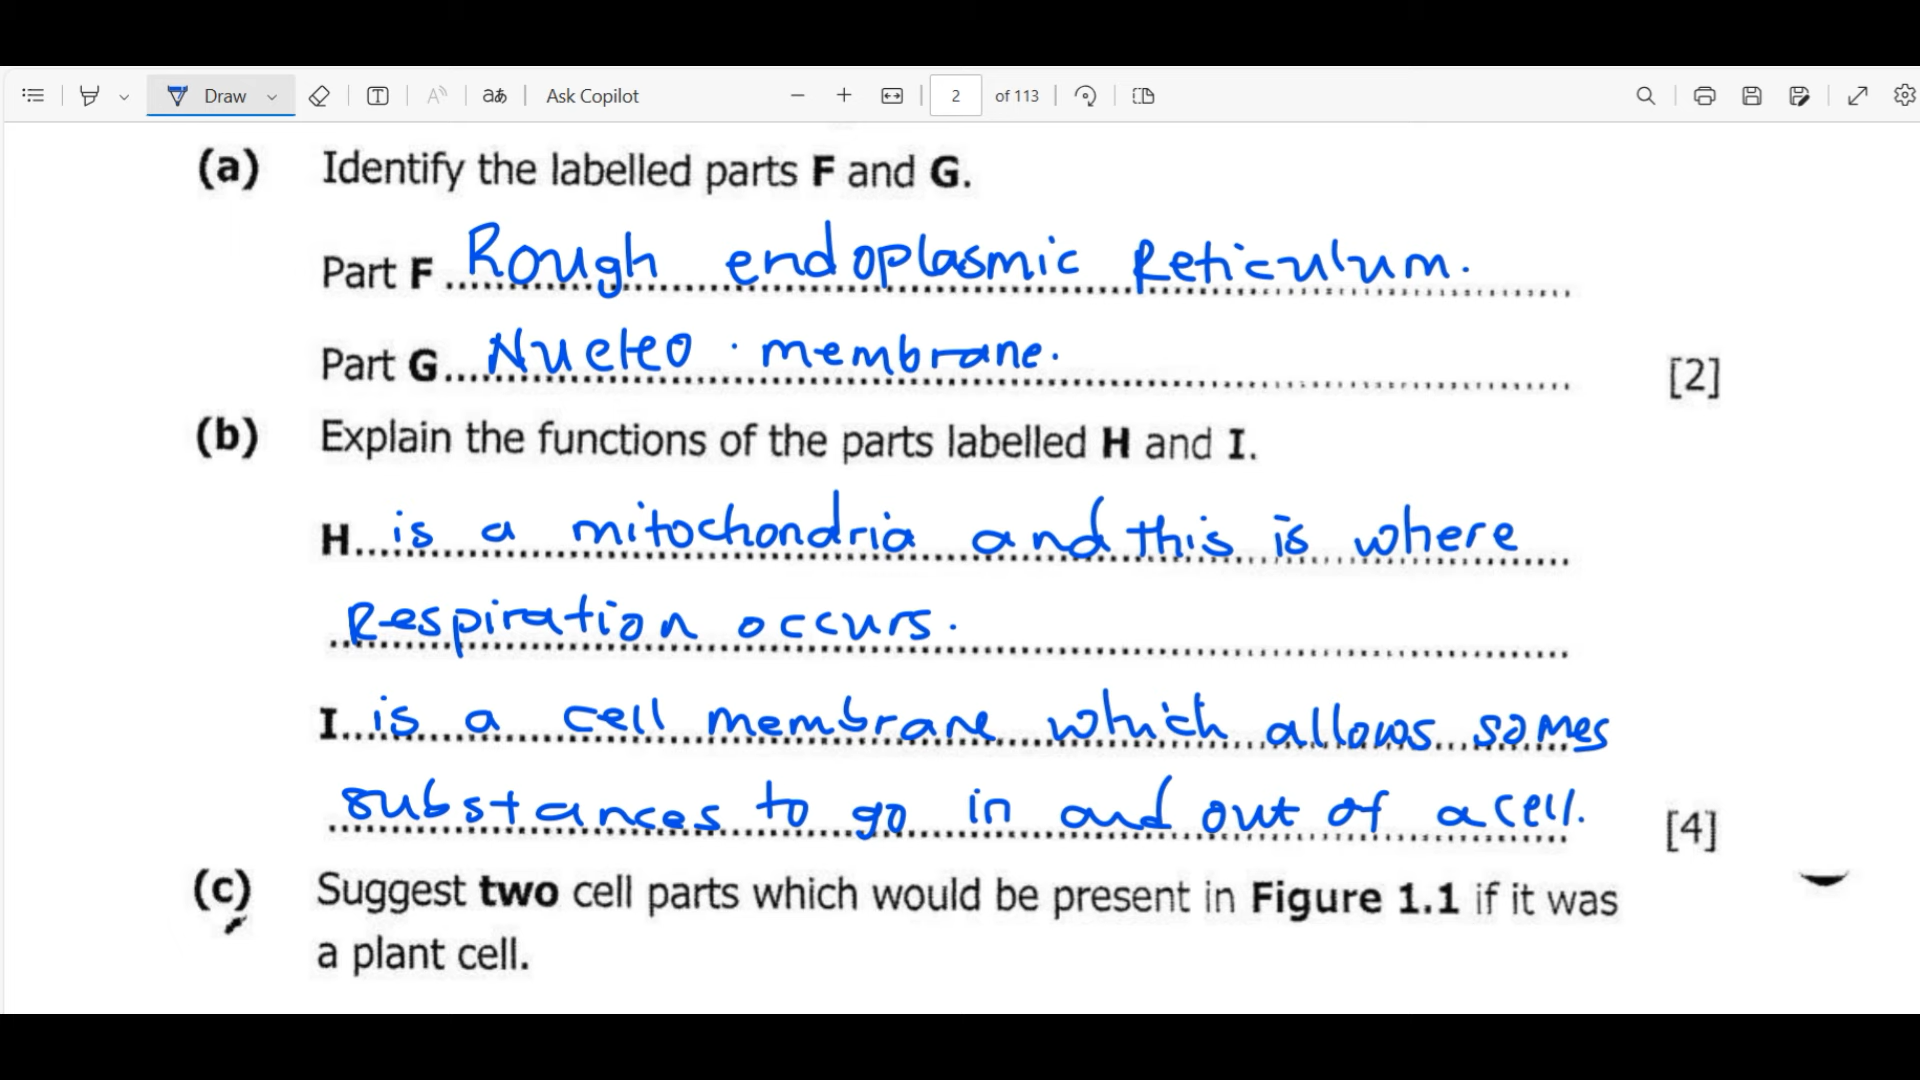 Draw Ask Copilot 2 of 113
(a) Identify the labelled parts F and G.
Part F Rough endoplasmic Reticulum.
Part G Nucleo membrane. [2]
(b) Explain the functions of the parts labelled H and I.
H is a mitochondria and this is where
Respiration occurs.
I is a cell membrane which allows somes
substances to go in and out of a cell. [4]
(c) Suggest two cell parts which would be present in Figure 1.1 if it was
a plant cell.